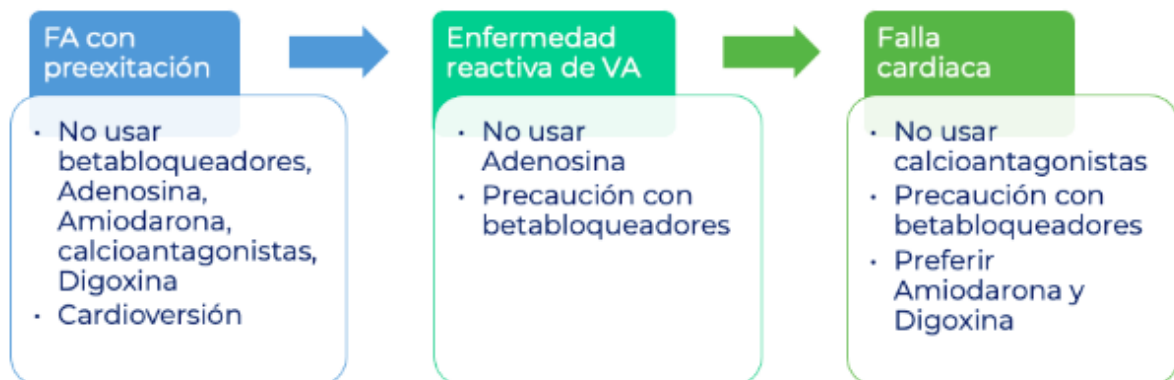 FA con
preexitación
• No usar
betabloqueadores,
Adenosina,
Amiodarona,
calcioantagonistas,
Digoxina
• Cardioversión
Enfermedad
reactiva de VA
• No usar
Adenosina
• Precaución con
betabloqueadores
Falla
cardiaca
• No usar
calcioantagonistas
• Precaución con
betabloqueadores
• Preferir
Amiodarona y
Digoxina